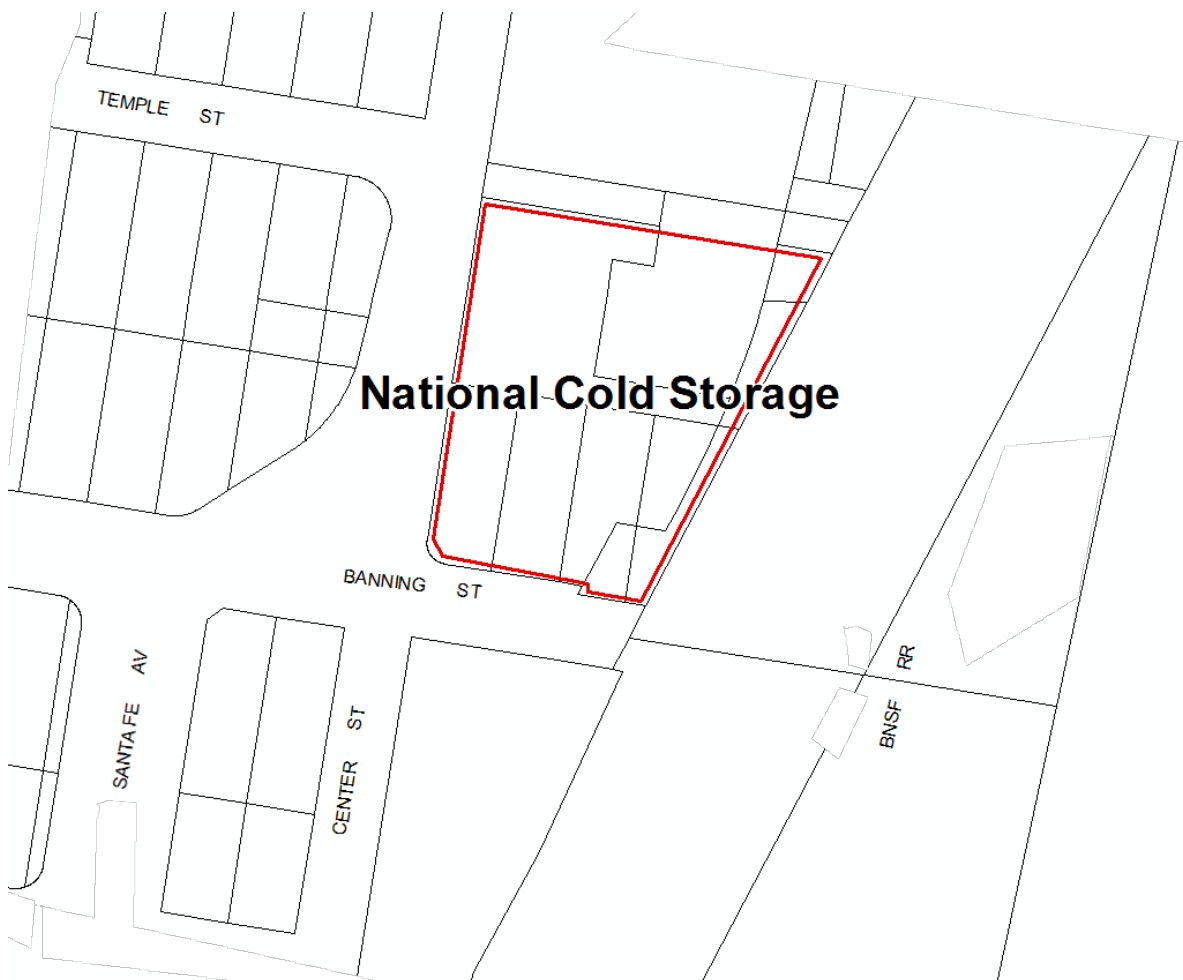 TEMPLE ST
National Cold Storage
BANNING ST
SANTA FE AV
CENTER ST
BNSF RR